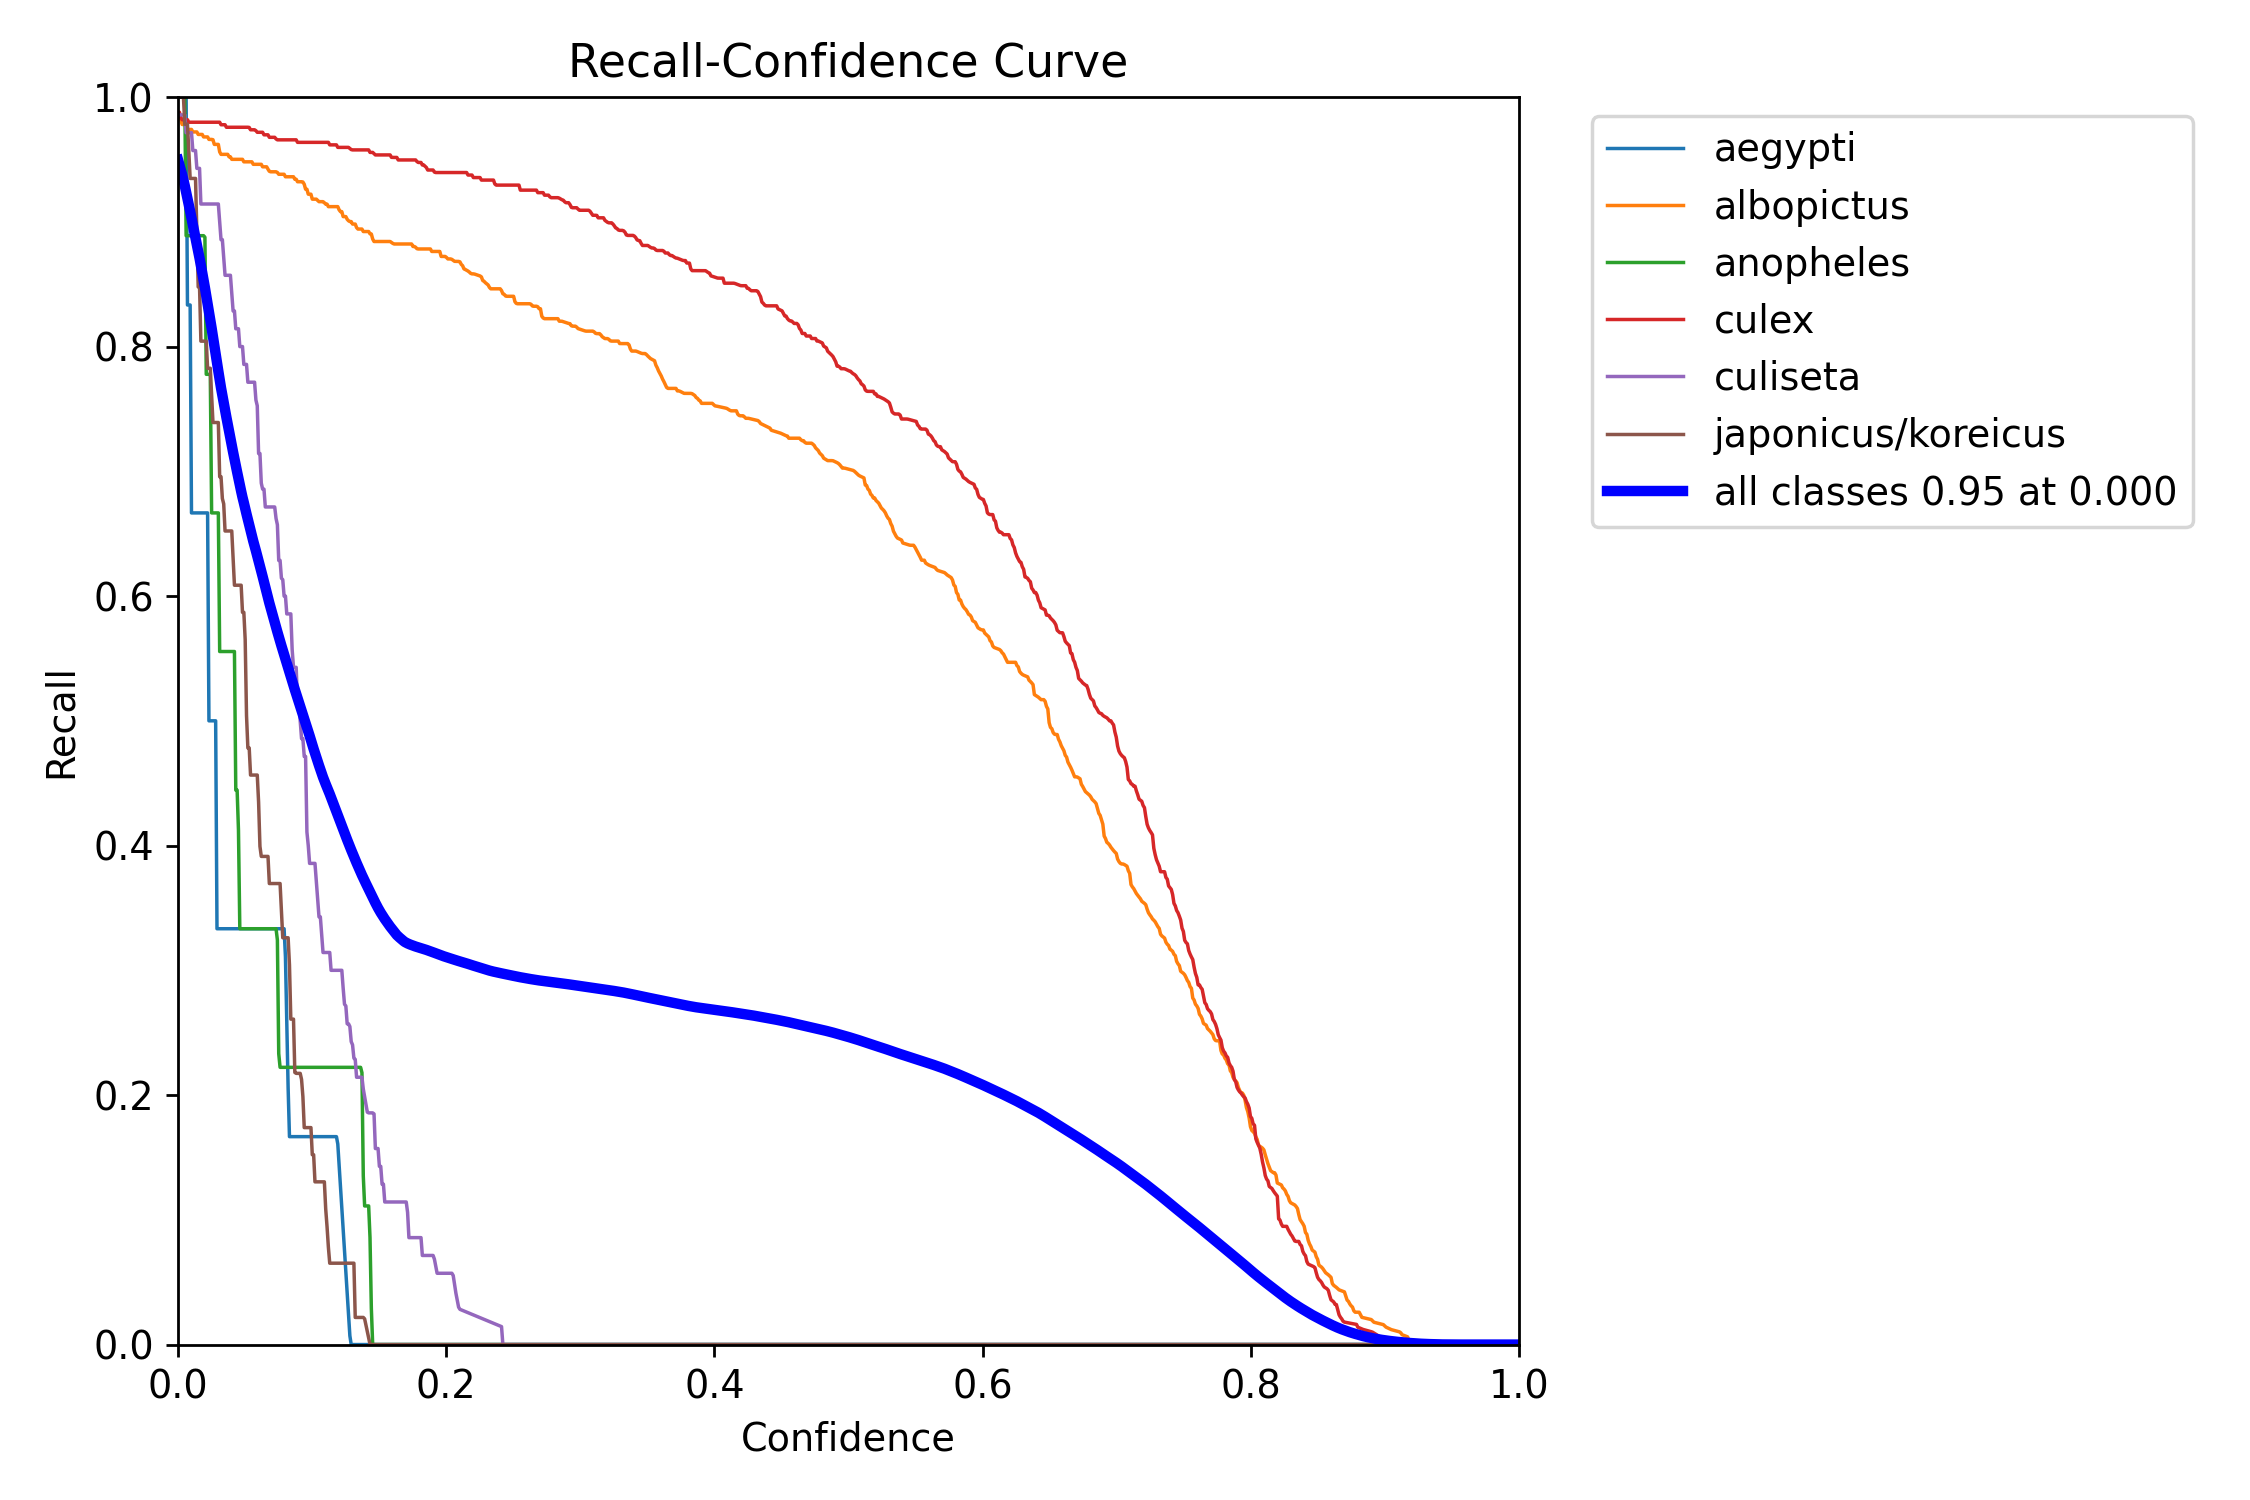 Recall-Confidence Curve
1.0
0.8
0.6
0.4
0.2
0.0
Recall
0.0 0.2 0.4 0.6 0.8 1.0
Confidence
aegypti
albopictus
anopheles
culex
culiseta
japonicus/koreicus
all classes 0.95 at 0.000